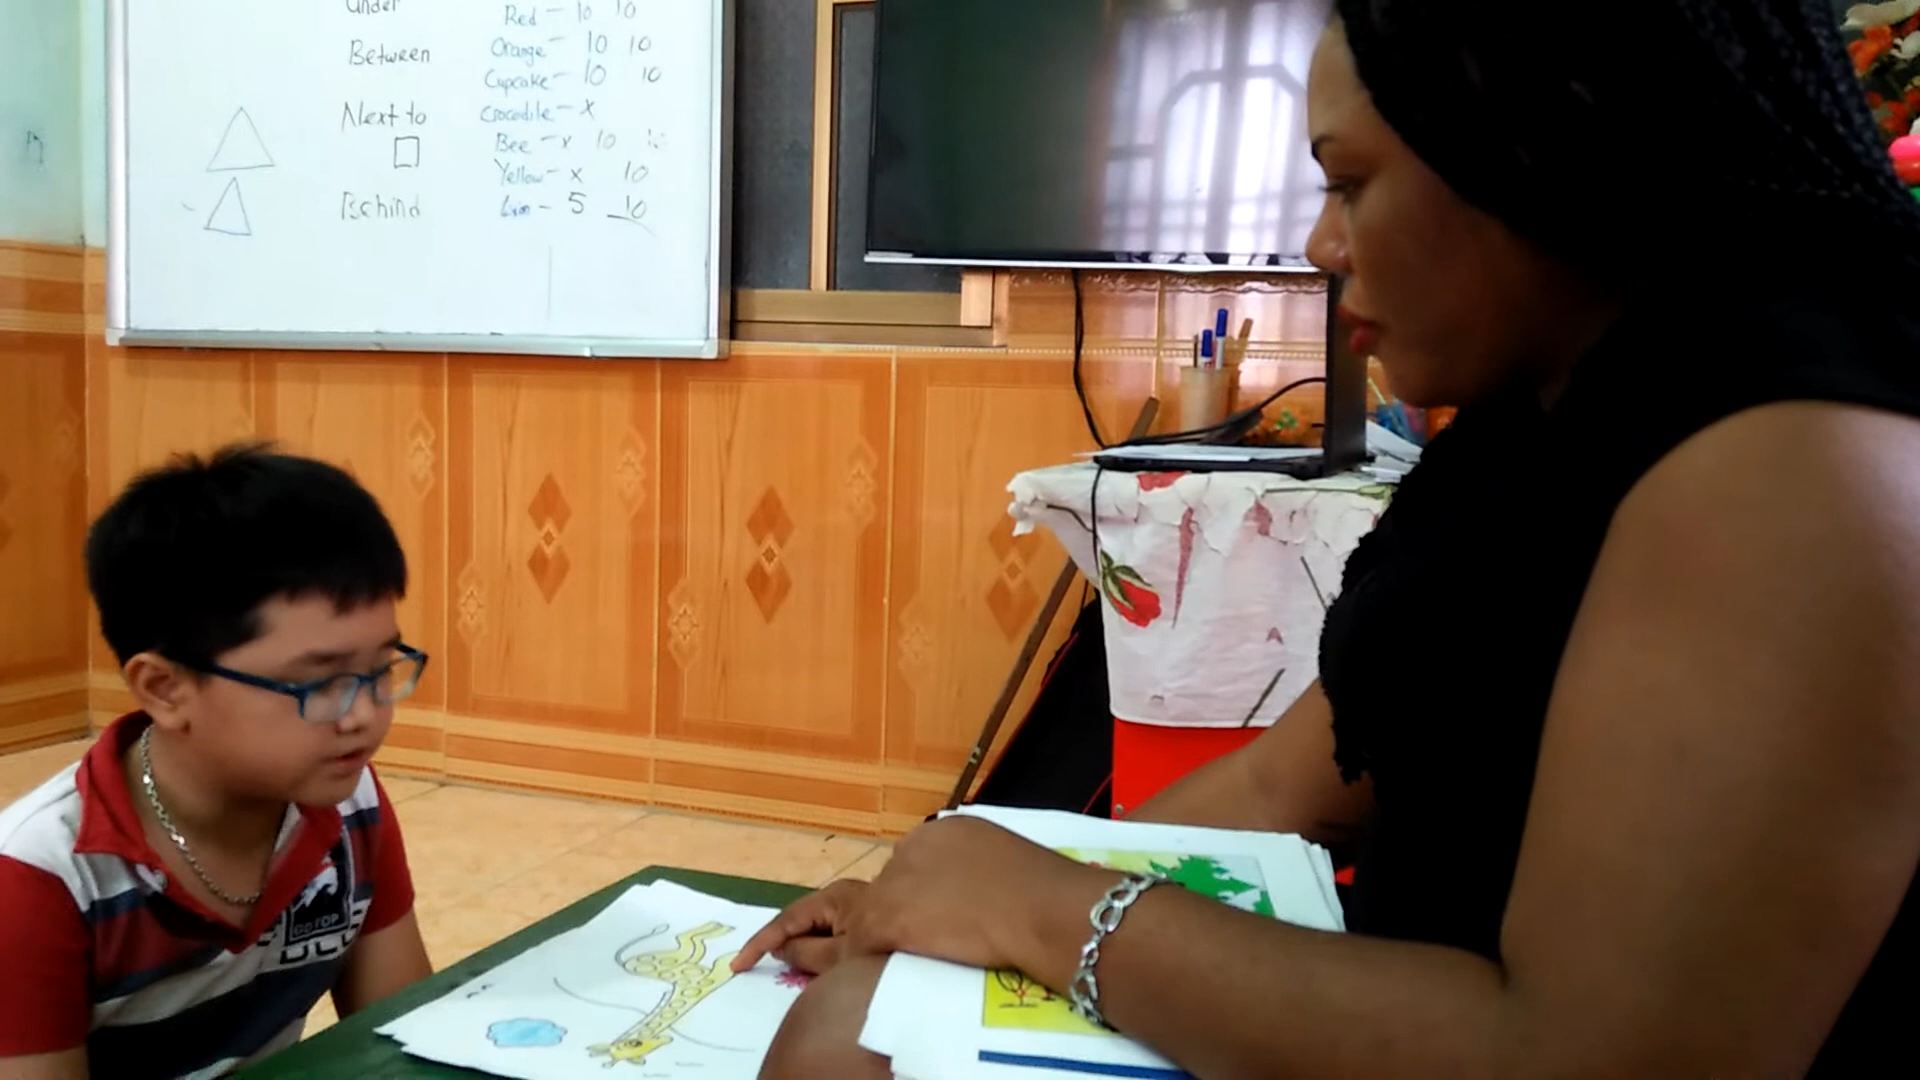 under
Between
Next to
Behind
Red - 10 10
Orange - 10 10
Cupcake - 10 10
Crocodile - x
Bee - x 10
Yellow - x 10
Lion - 5 10